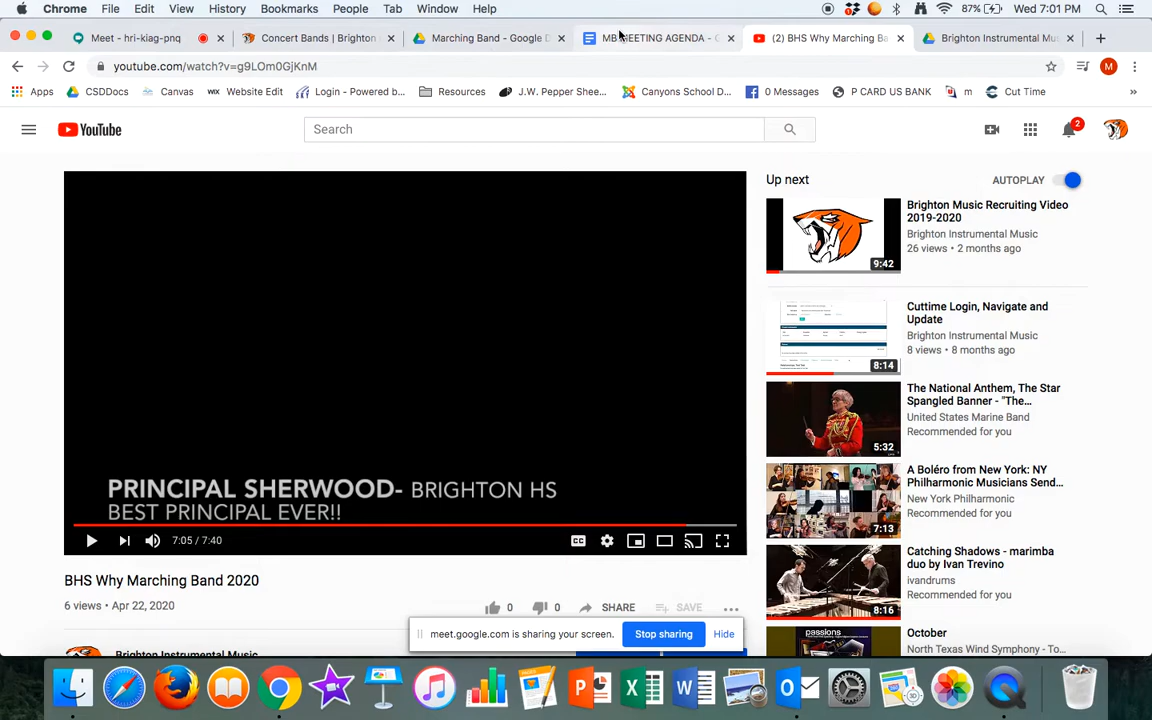 Chrome File Edit View History Bookmarks People Tab Window Help 87% Wed 7:01 PM
Meet - hri-kiag-pnq Concert Bands | Brighton Marching Band - Google D MB MEETING AGENDA - G (2) BHS Why Marching Ba Brighton Instrumental Mu
youtube.com/watch?v=g9LOm0GjKnM M
Apps CSDDocs Canvas WIX Website Edit Login - Powered b... Resources J.W. Pepper Shee... Canyons School D... 0 Messages P CARD US BANK m Cut Time »
YouTube Search 2
Up next AUTOPLAY
Brighton Music Recruiting Video
2019-2020
Brighton Instrumental Music
26 views • 2 months ago
9:42
Cuttime Login, Navigate and
Update
Brighton Instrumental Music
8 views • 8 months ago
8:14
The National Anthem, The Star
Spangled Banner - "The...
United States Marine Band
Recommended for you
5:32
A Boléro from New York: NY
Philharmonic Musicians Send...
New York Philharmonic
Recommended for you
7:13
Catching Shadows - marimba
duo by Ivan Trevino
ivandrums
Recommended for you
8:16
passions
October
North Texas Wind Symphony - To...
PRINCIPAL SHERWOOD- BRIGHTON HS
BEST PRINCIPAL EVER!!
7:05 / 7:40 CC
BHS Why Marching Band 2020
6 views • Apr 22, 2020 0 0 SHARE SAVE ...
meet.google.com is sharing your screen. Stop sharing Hide
Brighton Instrumental Music